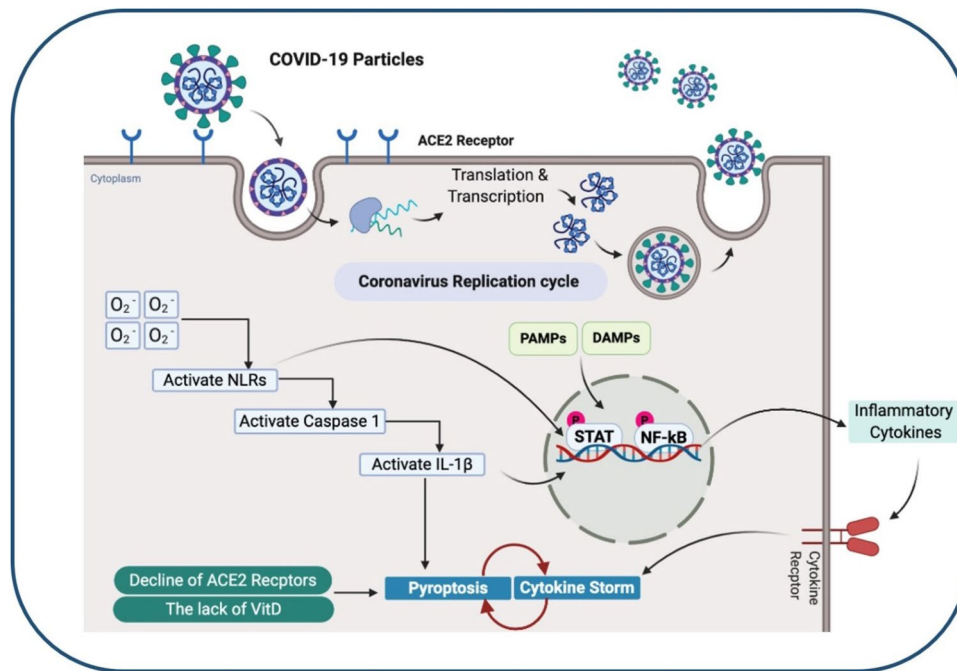 COVID-19 Particles
ACE2 Receptor
Cytoplasm
Translation &
Transcription
Coronavirus Replication cycle
O₂⁻ O₂⁻
O₂⁻ O₂⁻
PAMPs DAMPs
Activate NLRs
Activate Caspase 1
P P
STAT NF-kB
Inflammatory
Cytokines
Activate IL-1β
Cytokine
Recptor
Decline of ACE2 Recptors
The lack of VitD
Pyroptosis Cytokine Storm